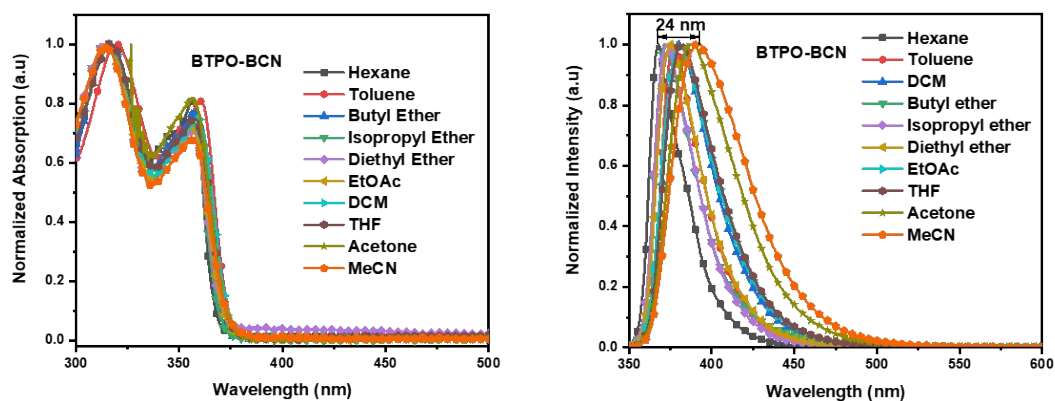 BTPO-BCN
Hexane
Toluene
Butyl Ether
Isopropyl Ether
Diethyl Ether
EtOAc
DCM
THF
Acetone
MeCN
Normalized Absorption (a.u)
1.0
0.8
0.6
0.4
0.2
0.0
300 350 400 450 500
Wavelength (nm)
24 nm
BTPO-BCN
Hexane
Toluene
DCM
Butyl ether
Isopropyl ether
Diethyl ether
EtOAc
THF
Acetone
MeCN
Normalized Intensity (a.u)
1.0
0.8
0.6
0.4
0.2
0.0
350 400 450 500 550 600
Wavelength (nm)